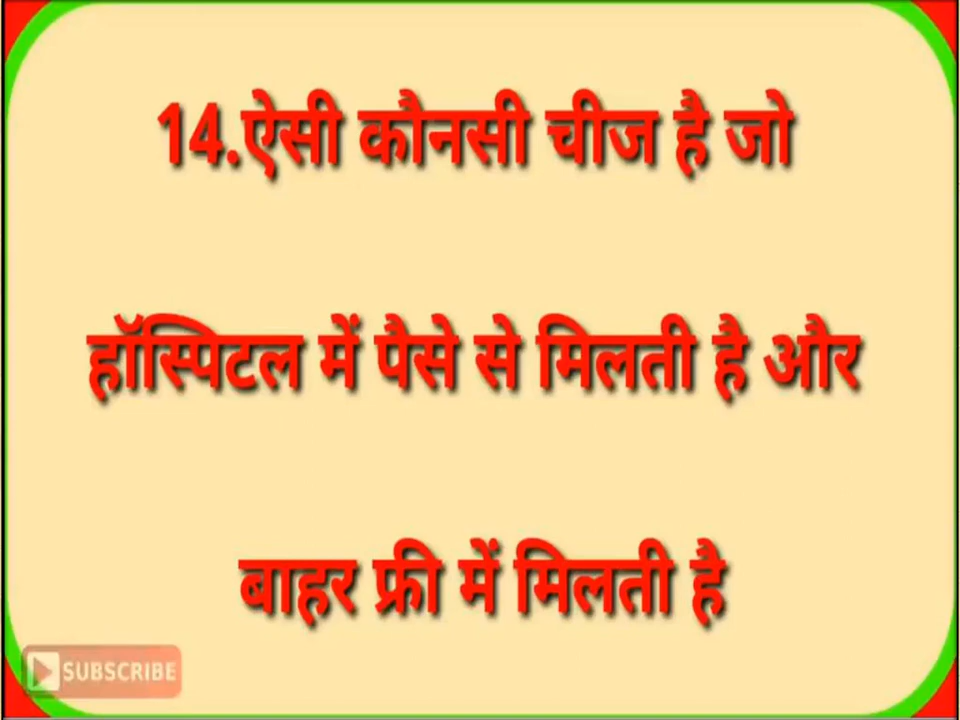 14.ऐसी कौनसी चीज है जो
हॉस्पिटल में पैसे से मिलती है और
बाहर फ्री में मिलती है
SUBSCRIBE